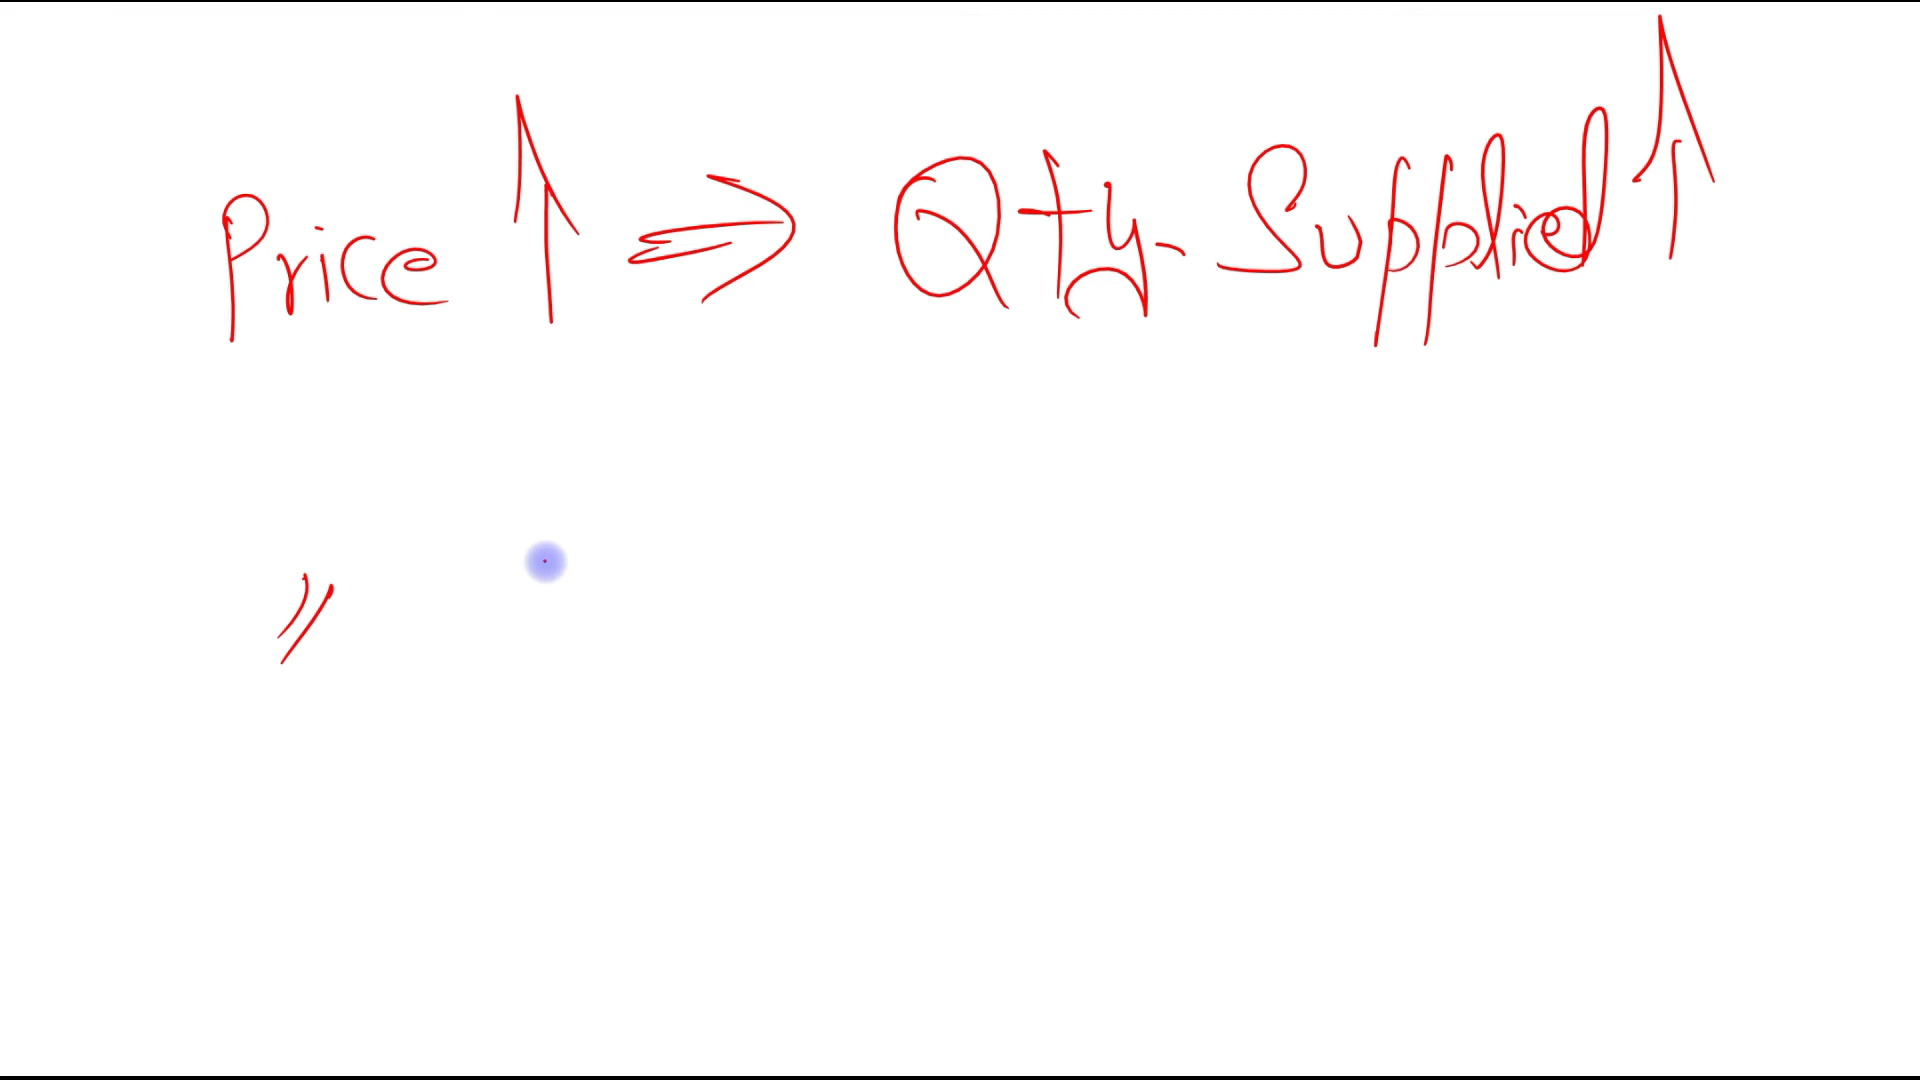 Price ↑ ⇒ Qty. Supplied ↑
〃